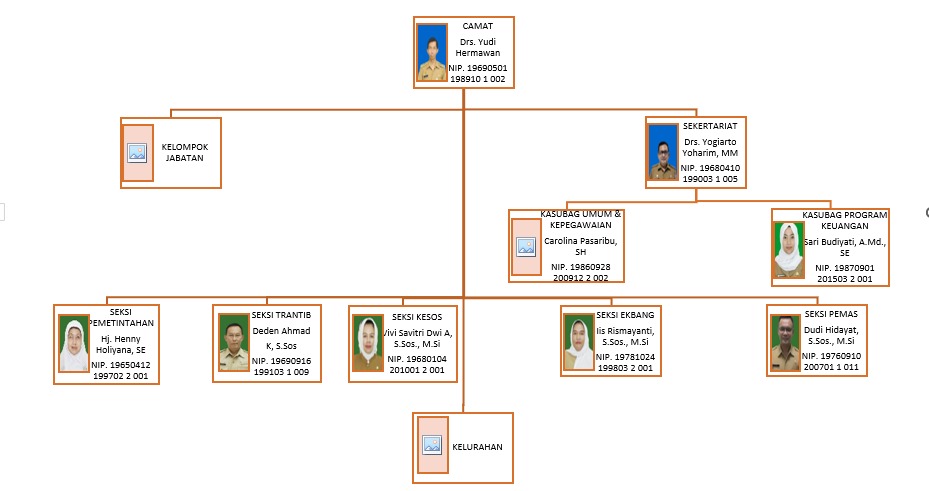 CAMAT
Drs. Yudi
Hermawan
NIP. 19690501
198910 1 002
KELOMPOK
JABATAN
SEKERTARIAT
Drs. Yogiarto
Yoharim, MM
NIP. 19680410
199003 1 005
KASUBAG UMUM &
KEPEGAWAIAN
Carolina Pasaribu,
SH
NIP. 19860928
200912 2 002
KASUBAG PROGRAM
KEUANGAN
Sari Budiyati, A.Md.,
SE
NIP. 19870901
201503 2 001
SEKSI
PEMETINTAHAN
Hj. Henny
Holiyana, SE
NIP. 19650412
199702 2 001
SEKSI TRANTIB
Deden Ahmad
K, S.Sos
NIP. 19690916
199103 1 009
SEKSI KESOS
Vivi Savitri Dwi A,
S.Sos., M.Si
NIP. 19680104
201001 2 001
SEKSI EKBANG
Iis Rismayanti,
S.Sos., M.Si
NIP. 19781024
199803 2 001
SEKSI PEMAS
Dudi Hidayat,
S.Sos., M.Si
NIP. 19760910
200701 1 011
KELURAHAN